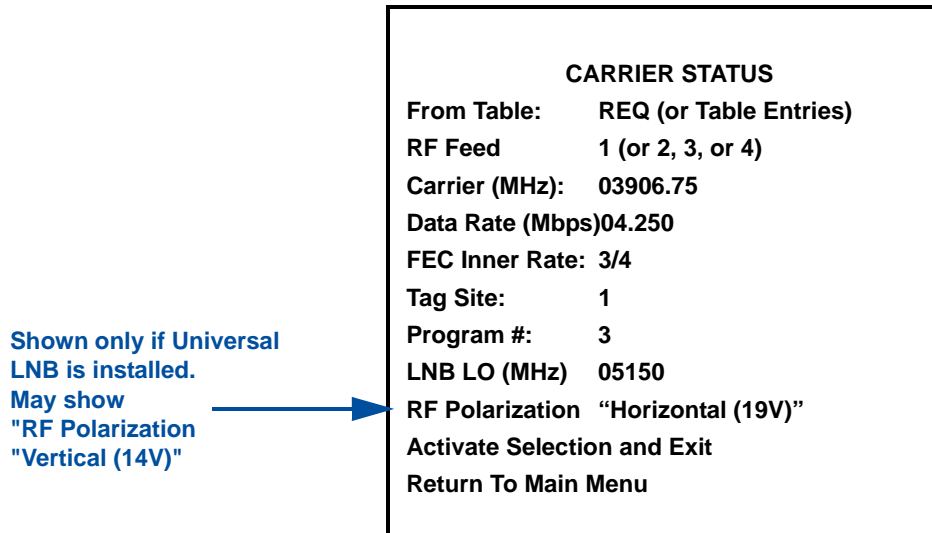 CARRIER STATUS
From Table: REQ (or Table Entries)
RF Feed 1 (or 2, 3, or 4)
Carrier (MHz): 03906.75
Data Rate (Mbps)04.250
FEC Inner Rate: 3/4
Tag Site: 1
Program #: 3
LNB LO (MHz) 05150
RF Polarization “Horizontal (19V)”
Activate Selection and Exit
Return To Main Menu
Shown only if Universal
LNB is installed.
May show
"RF Polarization
"Vertical (14V)"